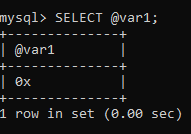 mysql> SELECT @var1;
+--------------+
| @var1        |
+--------------+
| 0x           |
+--------------+
1 row in set (0.00 sec)